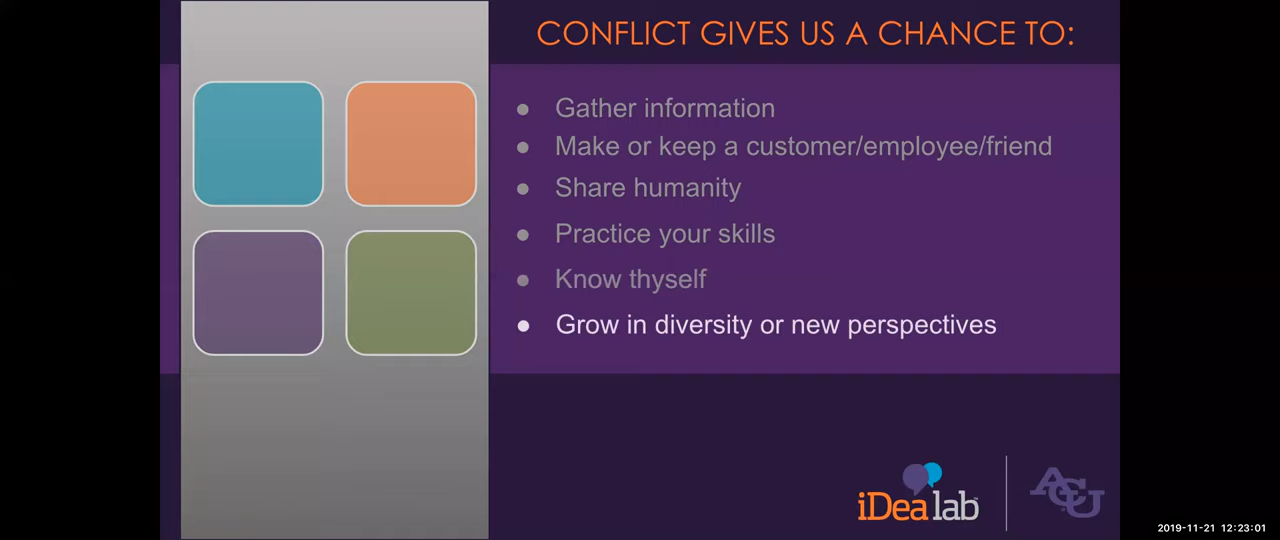 CONFLICT GIVES US A CHANCE TO:
● Gather information
● Make or keep a customer/employee/friend
● Share humanity
● Practice your skills
● Know thyself
● Grow in diversity or new perspectives
iDea lab
ACU
2019-11-21 12:23:01